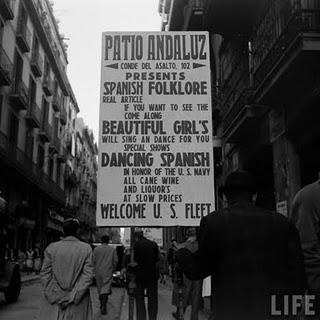 PATIO ANDALUZ
CONDE DEL ASALTO, 102
PRESENTS
SPANISH FOLKLORE
REAL ARTICLE
IF YOU WANT TO SEE THE
COME ALONG
BEAUTIFUL GIRL'S
WILL SING AN DANCE FOR YOU
SPECIAL SHOWS
DANCING SPANISH
IN HONOR OF THE U. S. NAVY
ALL CANE WINE
AND LIQUOR'S
AT SLOW PRICES
WELCOME U. S. FLEET
LIFE